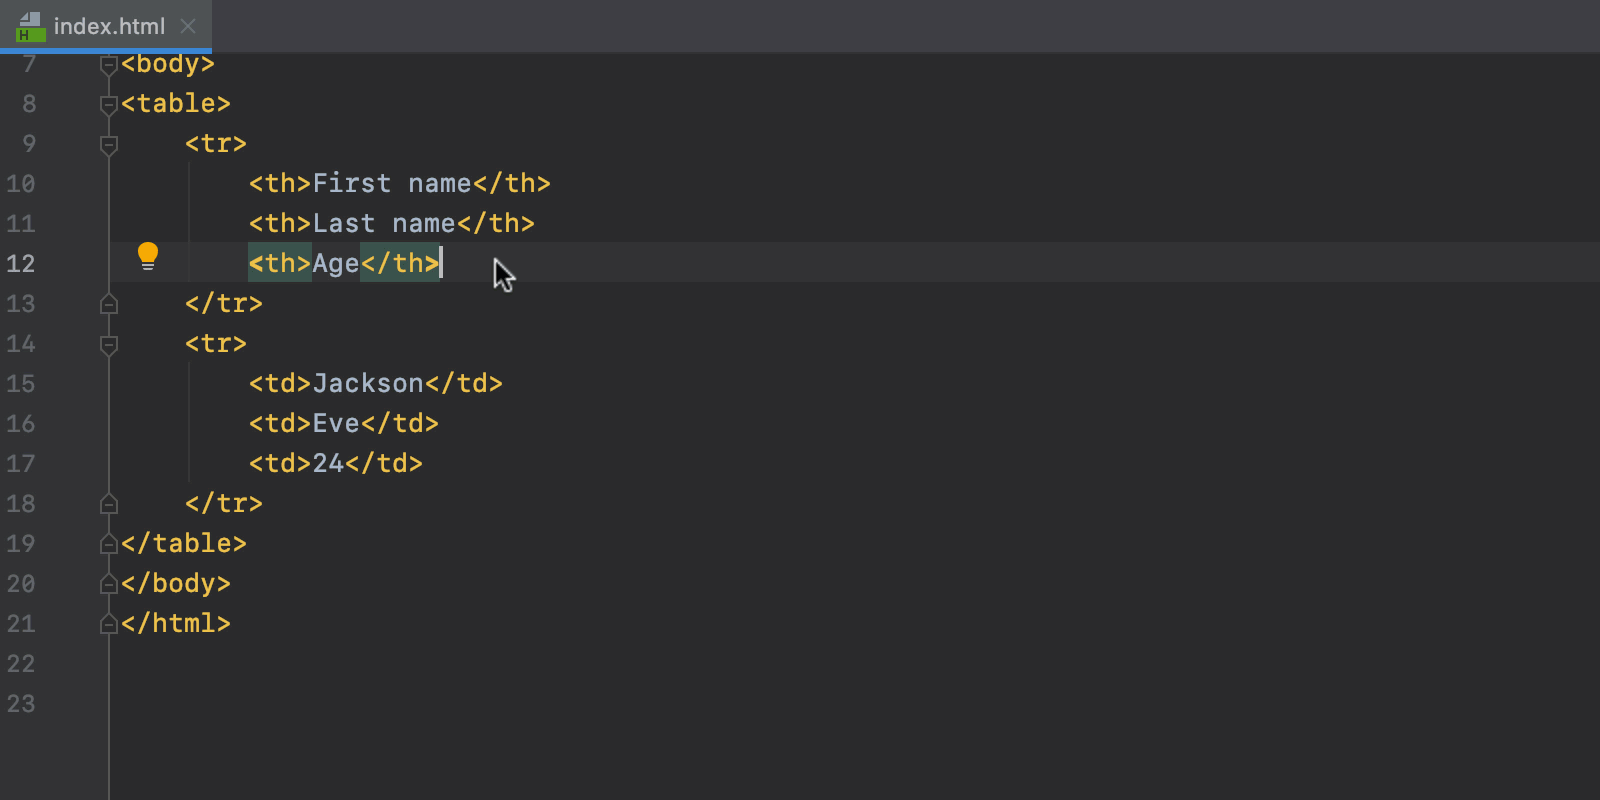 H index.html
7 <body>
8 <table>
9 <tr>
10 <th>First name</th>
11 <th>Last name</th>
12 <th>Age</th>
13 </tr>
14 <tr>
15 <td>Jackson</td>
16 <td>Eve</td>
17 <td>24</td>
18 </tr>
19 </table>
20 </body>
21 </html>
22
23